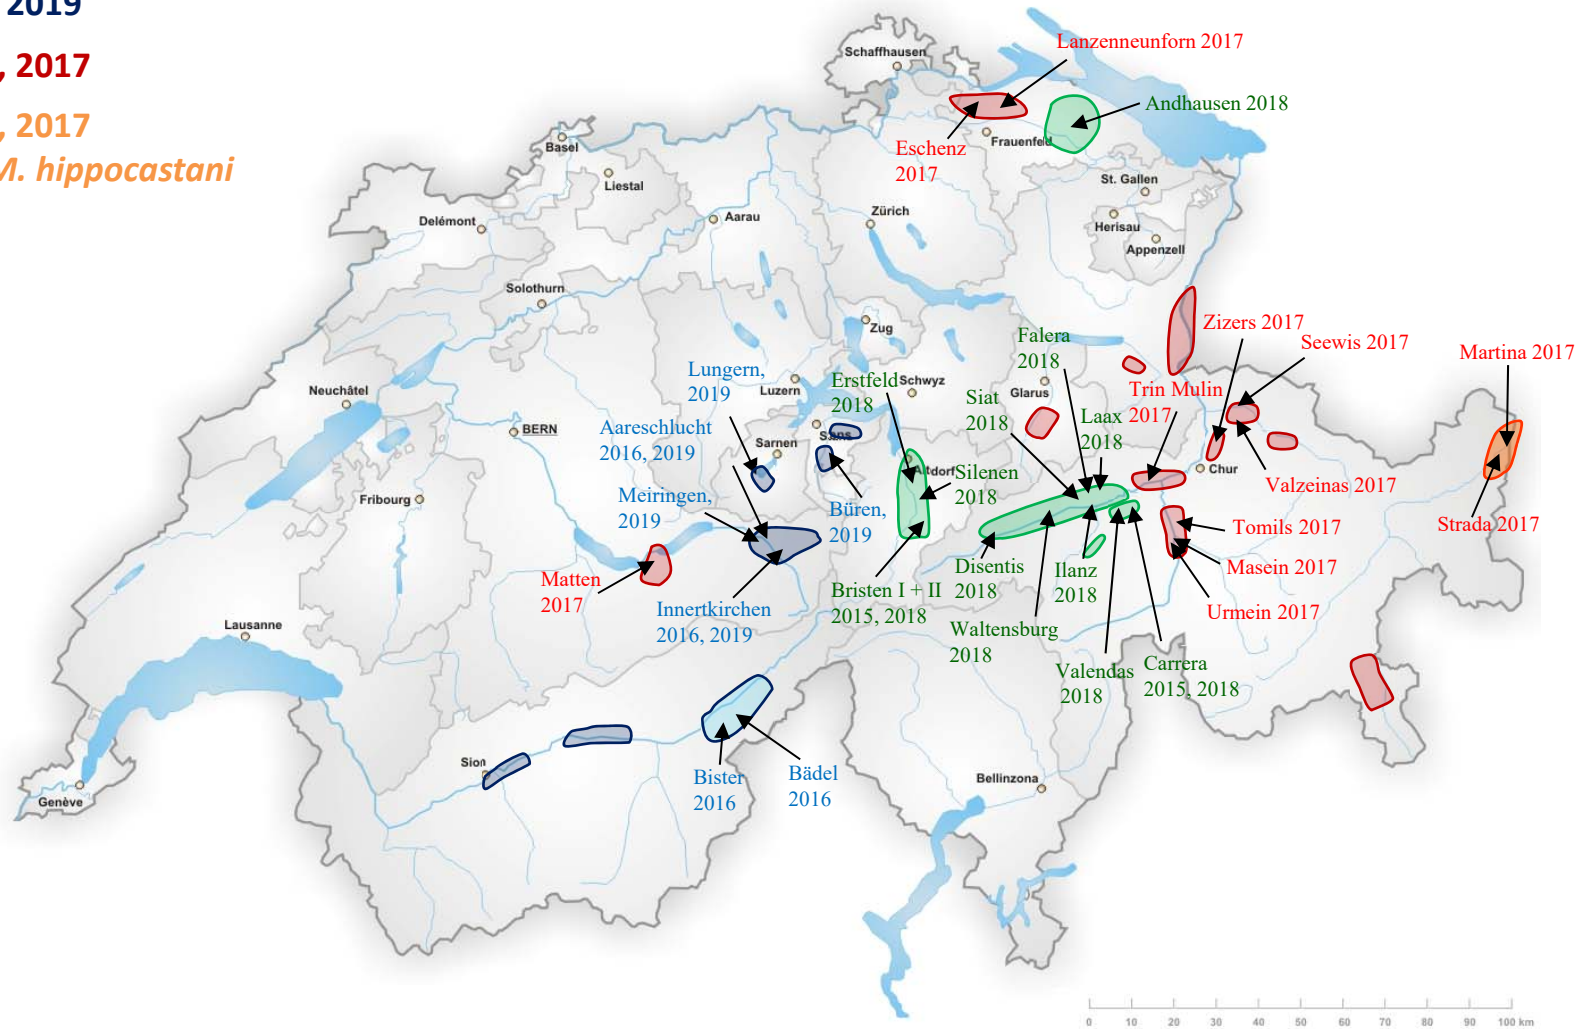 2019
, 2017
, 2017
M. hippocastani
Schaffhausen
Lanzenneunforn 2017
Andhausen 2018
Eschenz
2017
Frauenfeld
Basel
Liestal
St. Gallen
Herisau
Appenzell
Delémont
Aarau
Zürich
Solothurn
Zug
Zizers 2017
Seewis 2017
Martina 2017
Falera
2018
Neuchâtel
Lungern,
2019
Luzern
Erstfeld
2018
Schwyz
Glarus
Siat
2018
Trin Mulin
2017
Laax
2018
BERN
Aareschlucht
2016, 2019
Sarnen
Altdorf
Silenen
2018
Chur
Valzeinas 2017
Fribourg
Meiringen,
2019
Büren,
2019
Tomils 2017
Strada 2017
Matten
2017
Innertkirchen
2016, 2019
Bristen I + II
2015, 2018
Disentis
2018
Ilanz
2018
Masein 2017
Urmein 2017
Lausanne
Waltensburg
2018
Valendas
2018
Carrera
2015, 2018
Sion
Bister
2016
Bädel
2016
Bellinzona
Genève
0 10 20 30 40 50 60 70 80 90 100 km